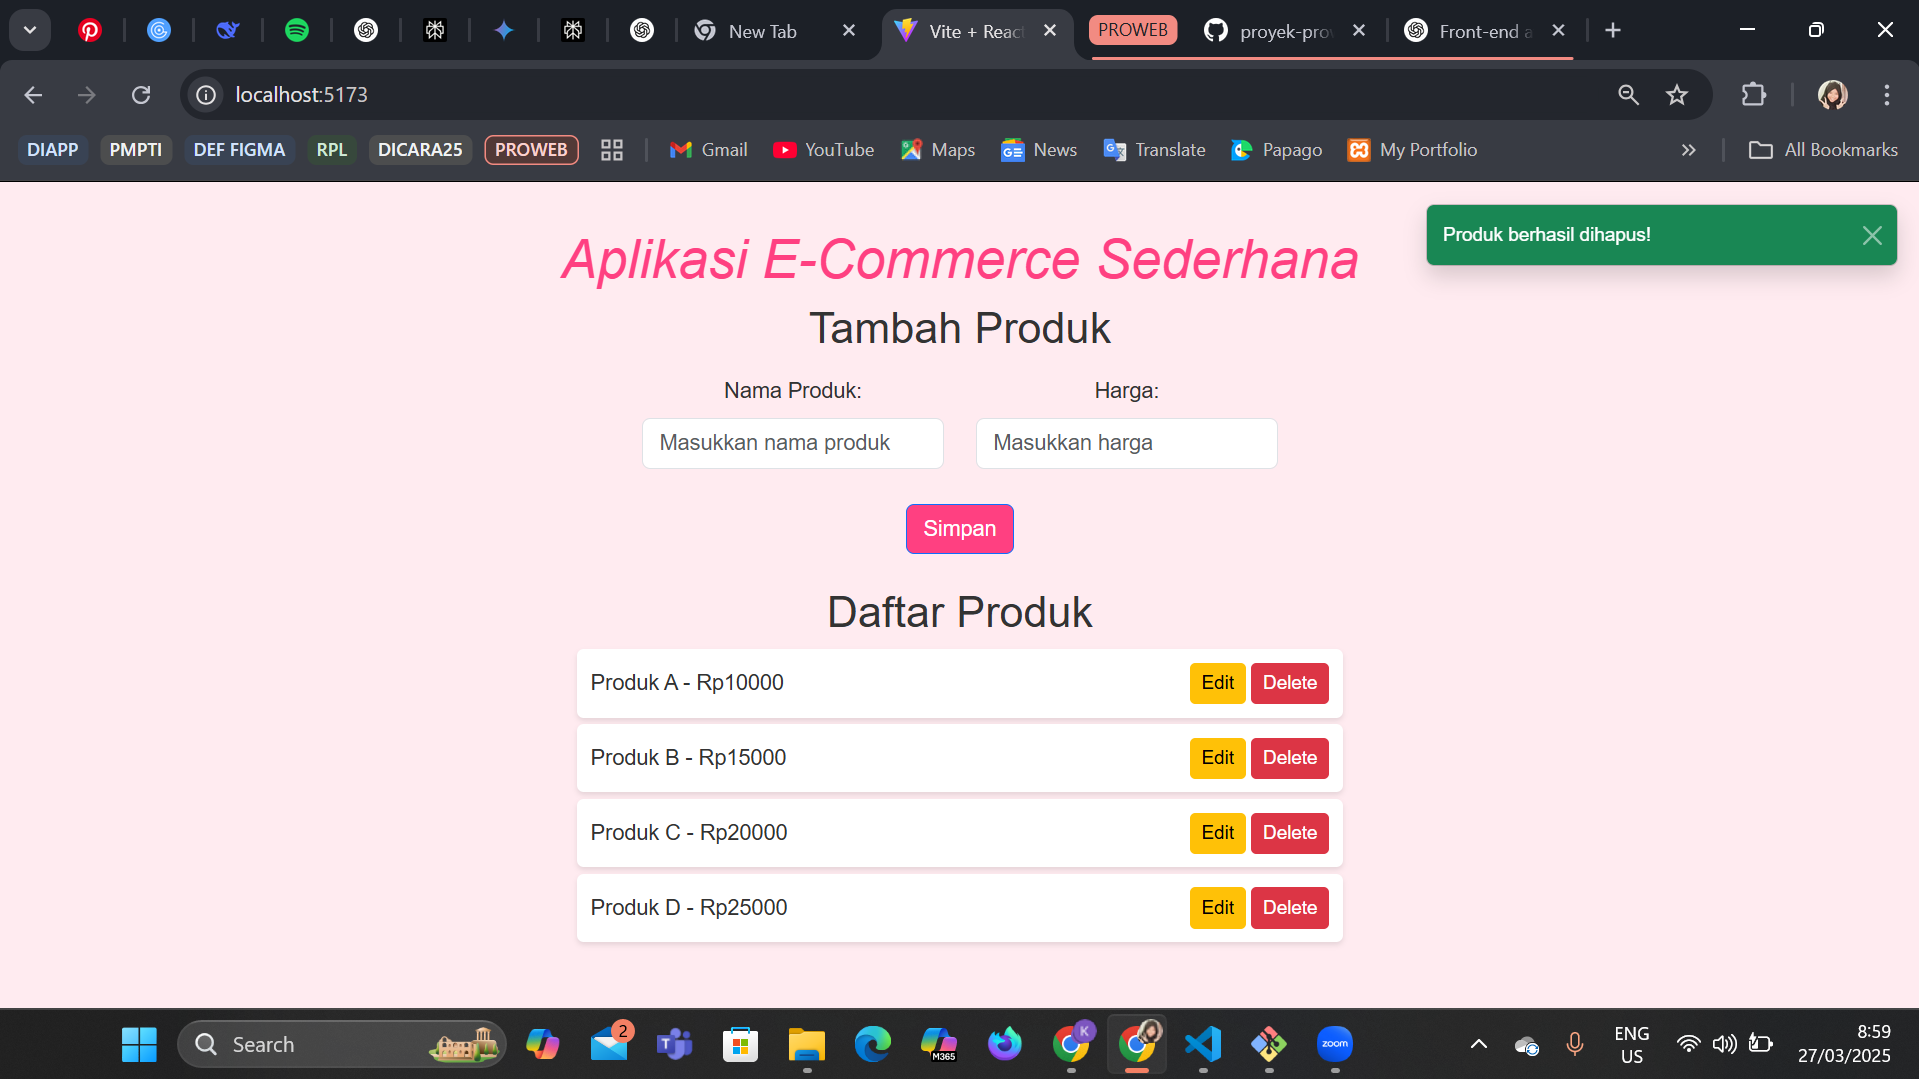 New Tab
Vite + Reac
PROWEB
proyek-prov
Front-end a
localhost:5173
DIAPP
PMPTI
DEF FIGMA
RPL
DICARA25
PROWEB
Gmail
YouTube
Maps
News
Translate
Papago
My Portfolio
All Bookmarks
Produk berhasil dihapus!
Aplikasi E-Commerce Sederhana
Tambah Produk
Nama Produk:
Harga:
Masukkan nama produk
Masukkan harga
Simpan
Daftar Produk
Produk A - Rp10000
Edit
Delete
Produk B - Rp15000
Edit
Delete
Produk C - Rp20000
Edit
Delete
Produk D - Rp25000
Edit
Delete
Search
2
M365
K
zoom
ENG
US
8:59
27/03/2025